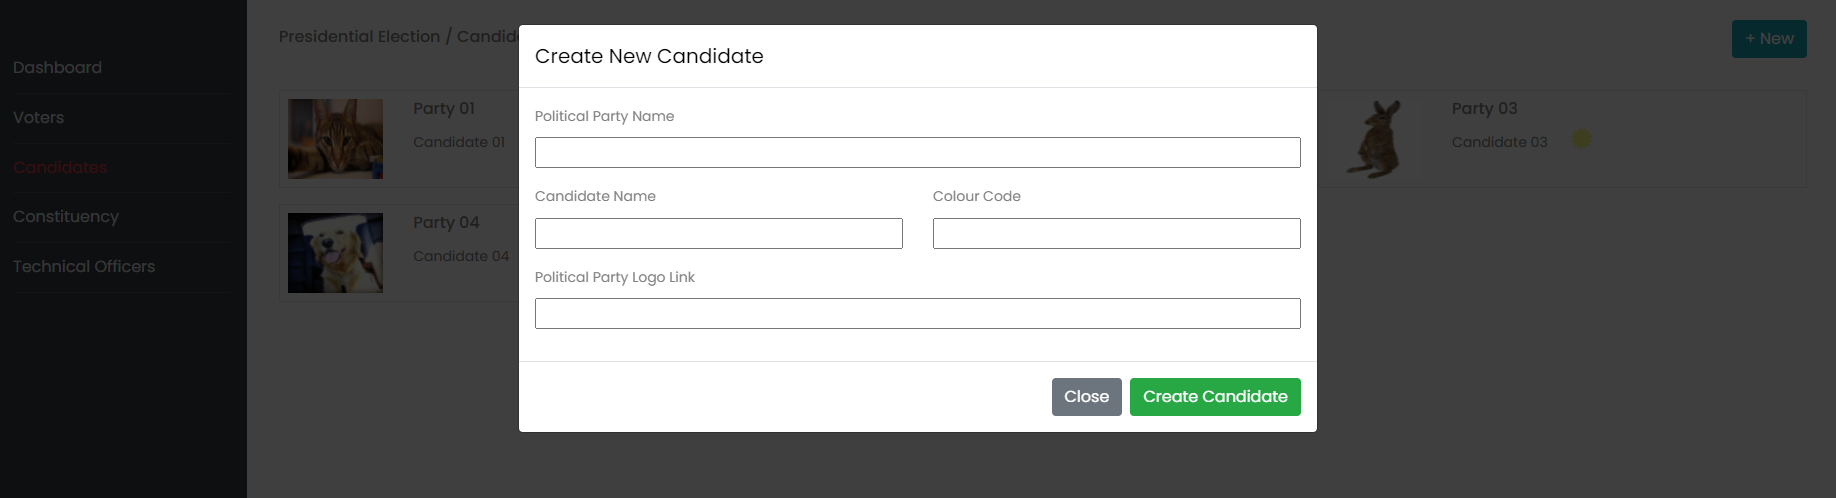 Dashboard
Voters
Candidates
Constituency
Technical Officers
Presidential Election / Candid
+ New
Party 01
Candidate 01
Party 03
Candidate 03
Party 04
Candidate 04
Create New Candidate
Political Party Name
Candidate Name
Colour Code
Political Party Logo Link
Close
Create Candidate